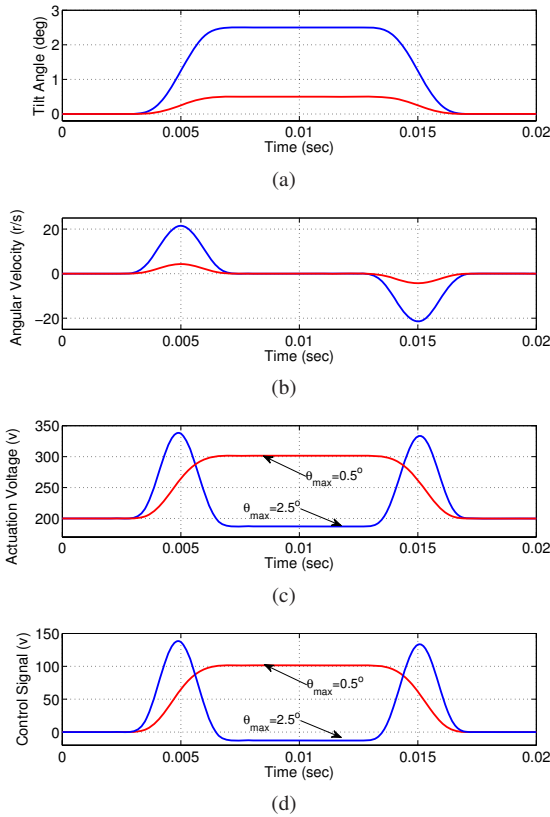 3
2
1
0
Tilt Angle (deg)
0 0.005 0.01 0.015 0.02
Time (sec)
(a)
20
0
−20
Angular Velocity (r/s)
0 0.005 0.01 0.015 0.02
Time (sec)
(b)
350
300
250
200
Actuation Voltage (v)
θmax=0.5o
θmax=2.5o
0 0.005 0.01 0.015 0.02
Time (sec)
(c)
150
100
50
0
Control Signal (v)
θmax=0.5o
θmax=2.5o
0 0.005 0.01 0.015 0.02
Time (sec)
(d)